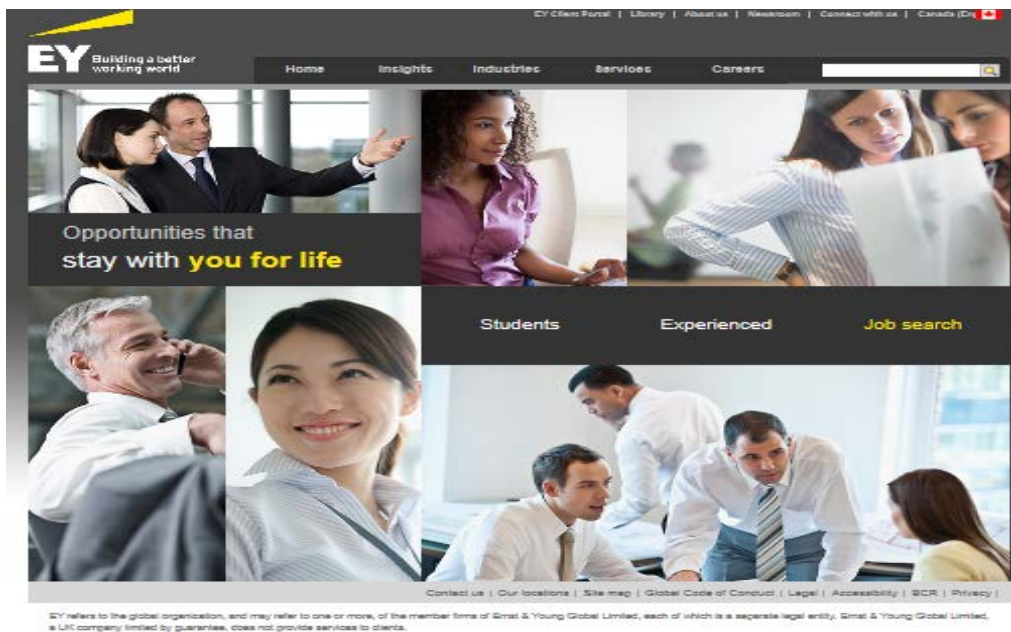 EY Client Portal | Library | About us | Newsroom | Connect with us | Canada (En
EY Building a better
working world
Home Insights Industries Services Careers
Opportunities that
stay with you for life
Students Experienced Job search
Contact us | Our locations | Site map | Global Code of Conduct | Legal | Accessibility | BCR | Privacy |
EY refers to the global organization, and may refer to one or more, of the member firms of Ernst & Young Global Limited, each of which is a separate legal entity. Ernst & Young Global Limited,
a UK company limited by guarantee, does not provide services to clients.